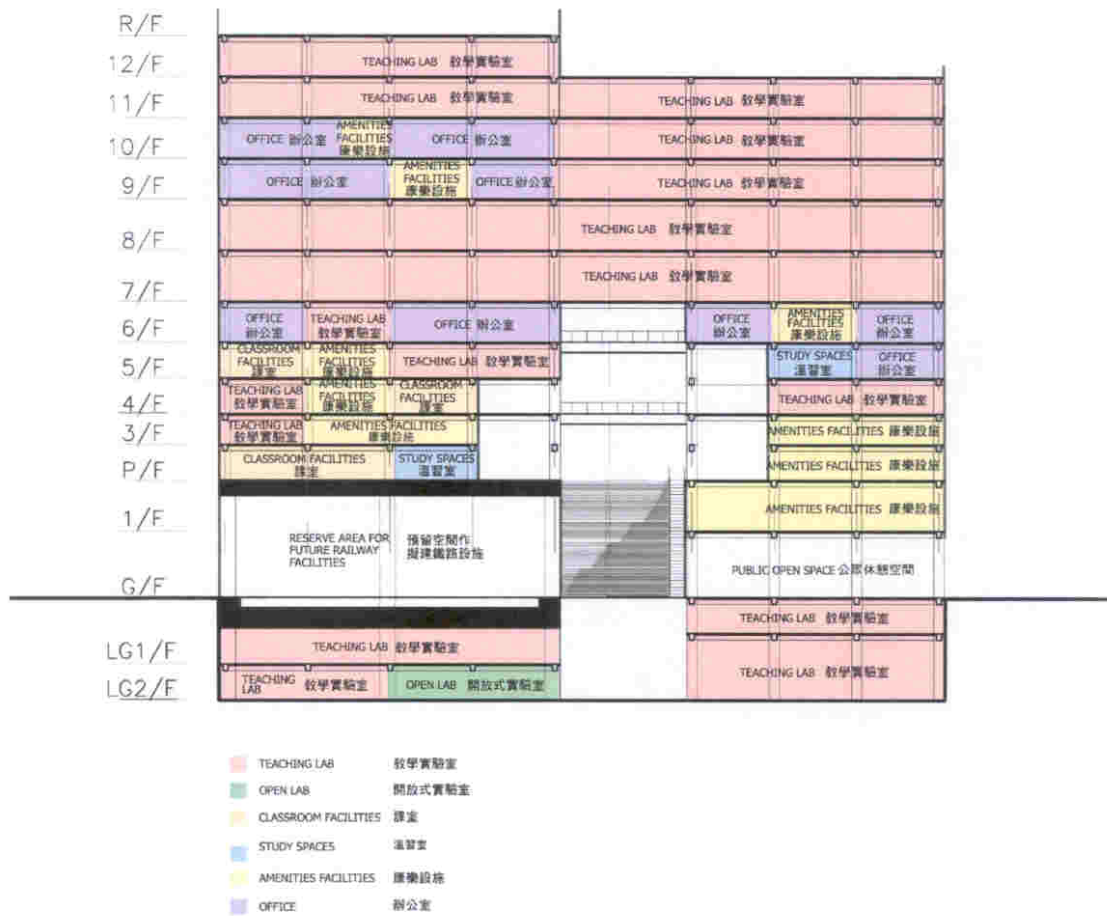 R/F
12/F
TEACHING LAB 教學實驗室
11/F
TEACHING LAB 教學實驗室
TEACHING LAB 教學實驗室
10/F
OFFICE 辦公室
AMENITIES
FACILITIES
康樂設施
OFFICE 辦公室
TEACHING LAB 教學實驗室
9/F
OFFICE 辦公室
AMENITIES
FACILITIES
康樂設施
OFFICE 辦公室
TEACHING LAB 教學實驗室
8/F
TEACHING LAB 教學實驗室
7/F
TEACHING LAB 教學實驗室
6/F
OFFICE
辦公室
TEACHING LAB
教學實驗室
OFFICE 辦公室
OFFICE
辦公室
AMENITIES
FACILITIES
康樂設施
OFFICE
辦公室
5/F
CLASSROOM
FACILITIES
課室
AMENITIES
FACILITIES
康樂設施
TEACHING LAB 教學實驗室
STUDY SPACES
溫習室
OFFICE
辦公室
4/F
TEACHING LAB
教學實驗室
AMENITIES
FACILITIES
康樂設施
CLASSROOM
FACILITIES
課室
TEACHING LAB 教學實驗室
3/F
TEACHING LAB
教學實驗室
AMENITIES FACILITIES
康樂設施
AMENITIES FACILITIES 康樂設施
P/F
CLASSROOM FACILITIES
課室
STUDY SPACES
溫習室
AMENITIES FACILITIES 康樂設施
1/F
AMENITIES FACILITIES 康樂設施
RESERVE AREA FOR
FUTURE RAILWAY
FACILITIES
預留空間作
擬建鐵路設施
G/F
PUBLIC OPEN SPACE 公眾休憩空間
TEACHING LAB 教學實驗室
LG1/F
TEACHING LAB 教學實驗室
LG2/F
TEACHING
LAB
教學實驗室
OPEN LAB 開放式實驗室
TEACHING LAB 教學實驗室
TEACHING LAB 教學實驗室
OPEN LAB 開放式實驗室
CLASSROOM FACILITIES 課室
STUDY SPACES 溫習室
AMENITIES FACILITIES 康樂設施
OFFICE 辦公室